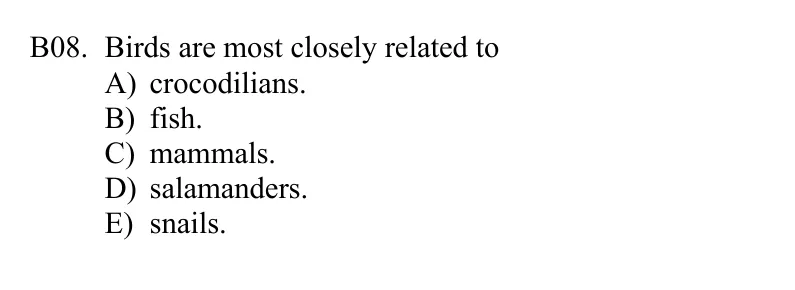 B08. Birds are most closely related to
A) crocodilians.
B) fish.
C) mammals.
D) salamanders.
E) snails.